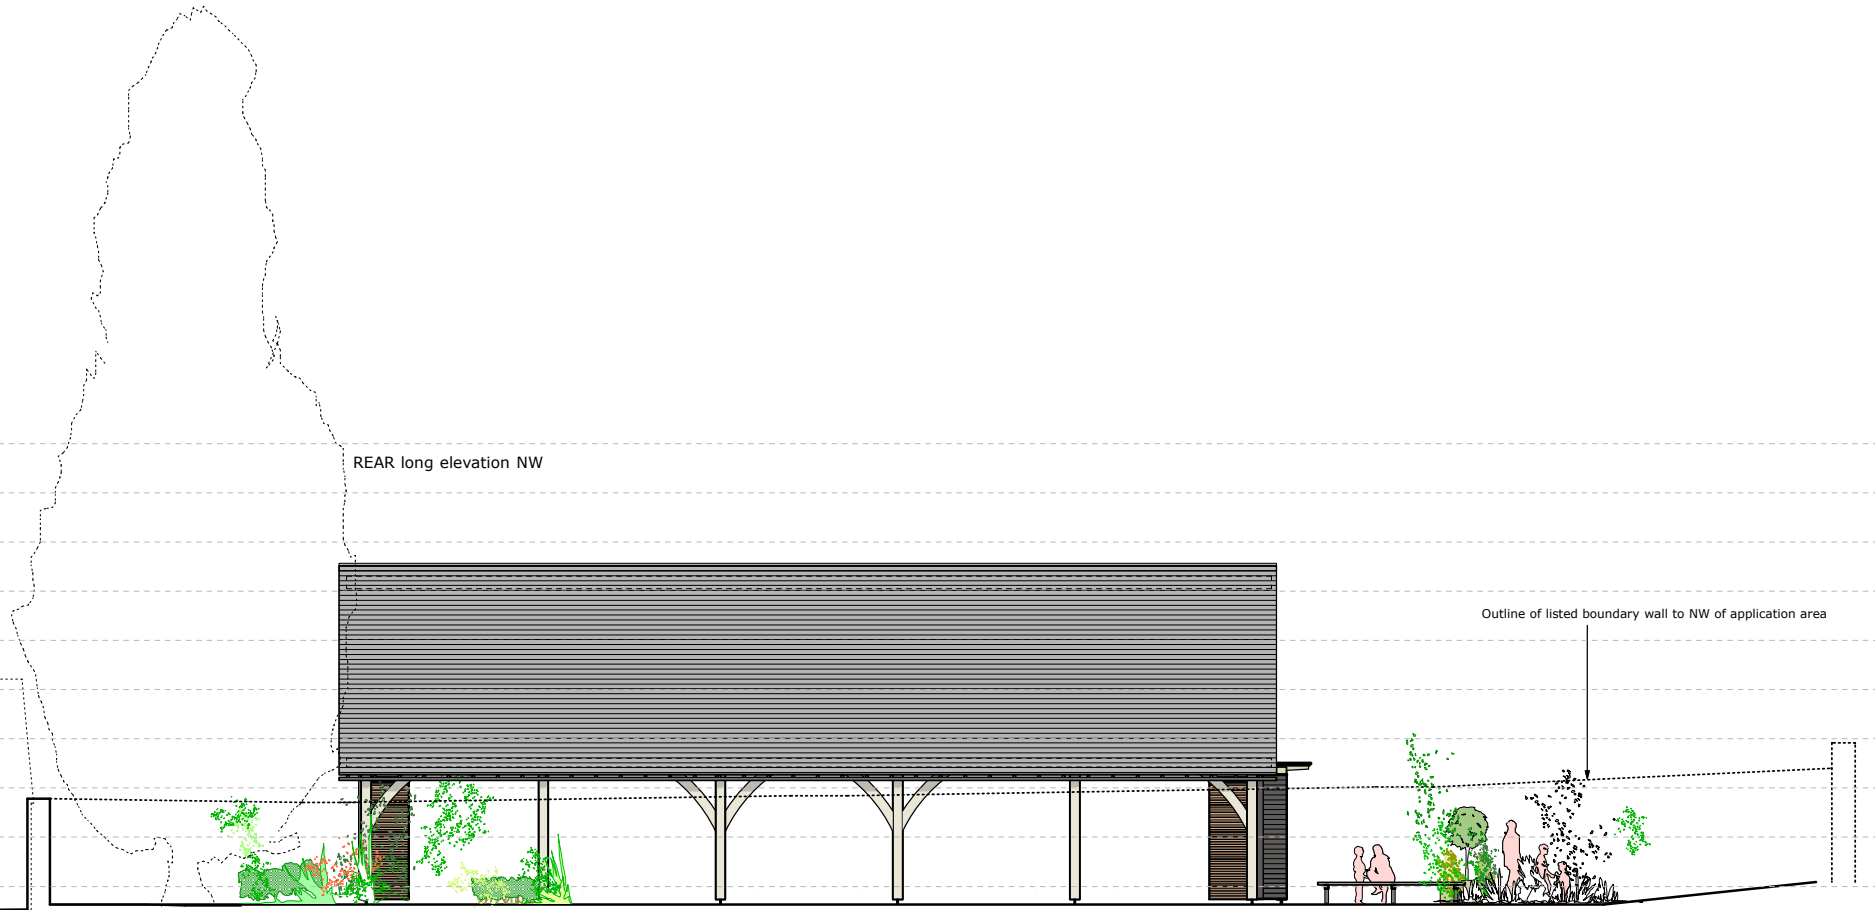 REAR long elevation NW
Outline of listed boundary wall to NW of application area